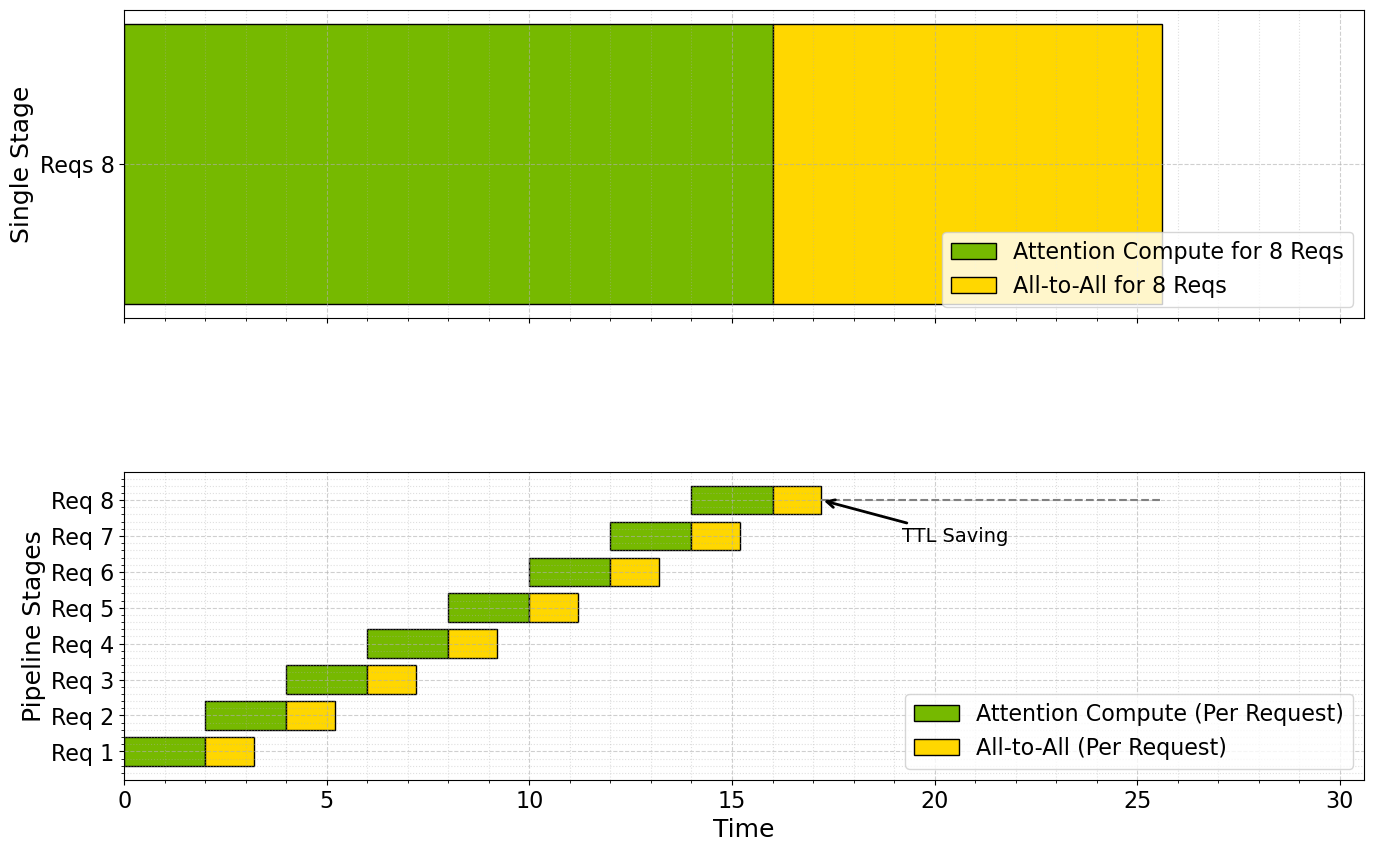 Single Stage
Reqs 8
Attention Compute for 8 Reqs
All-to-All for 8 Reqs
Pipeline Stages
Req 8
Req 7
Req 6
Req 5
Req 4
Req 3
Req 2
Req 1
TTL Saving
Attention Compute (Per Request)
All-to-All (Per Request)
0 5 10 15 20 25 30
Time